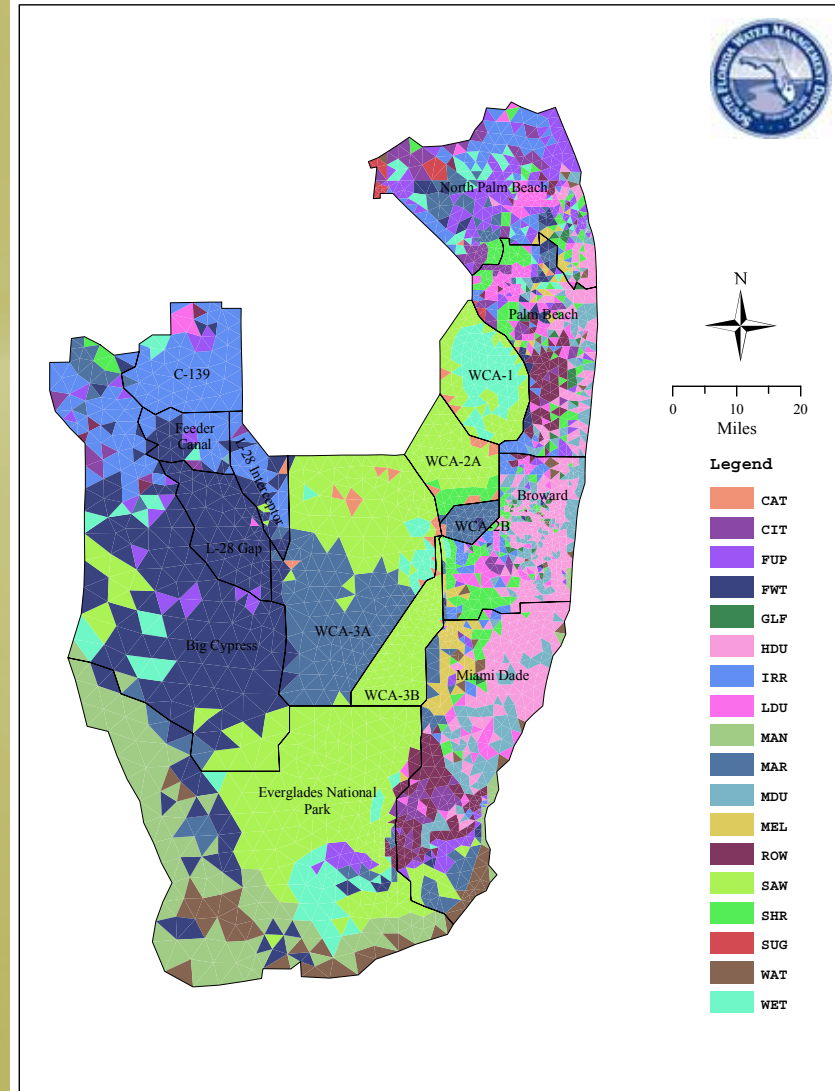 SOUTH FLORIDA WATER MANAGEMENT DISTRICT
North Palm Beach
N
Palm Beach
C-139
WCA-1
0 10 20
Miles
Feeder
Canal
L-28 Interceptor
WCA-2A
Legend
Broward
CAT
WCA-2B
CIT
L-28 Gap
FUP
FWT
GLF
WCA-3A
HDU
Big Cypress
Miami Dade
IRR
WCA-3B
LDU
MAN
MAR
Everglades National
Park
MDU
MEL
ROW
SAW
SHR
SUG
WAT
WET